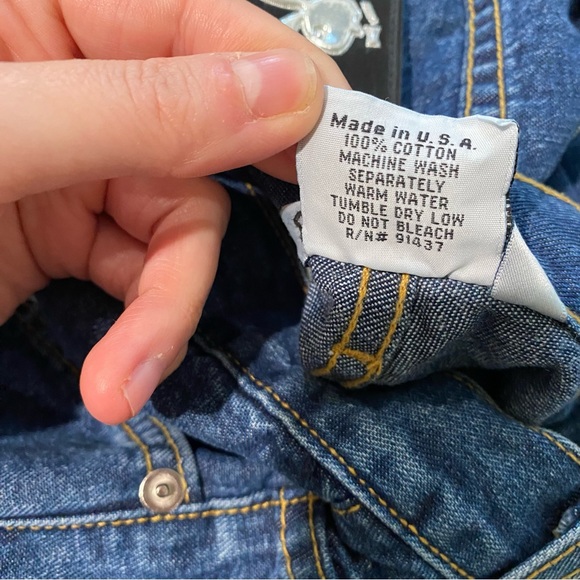 Made in U.S.A.
100% COTTON
MACHINE WASH
SEPARATELY
WARM WATER
TUMBLE DRY LOW
DO NOT BLEACH
R/N# 91437